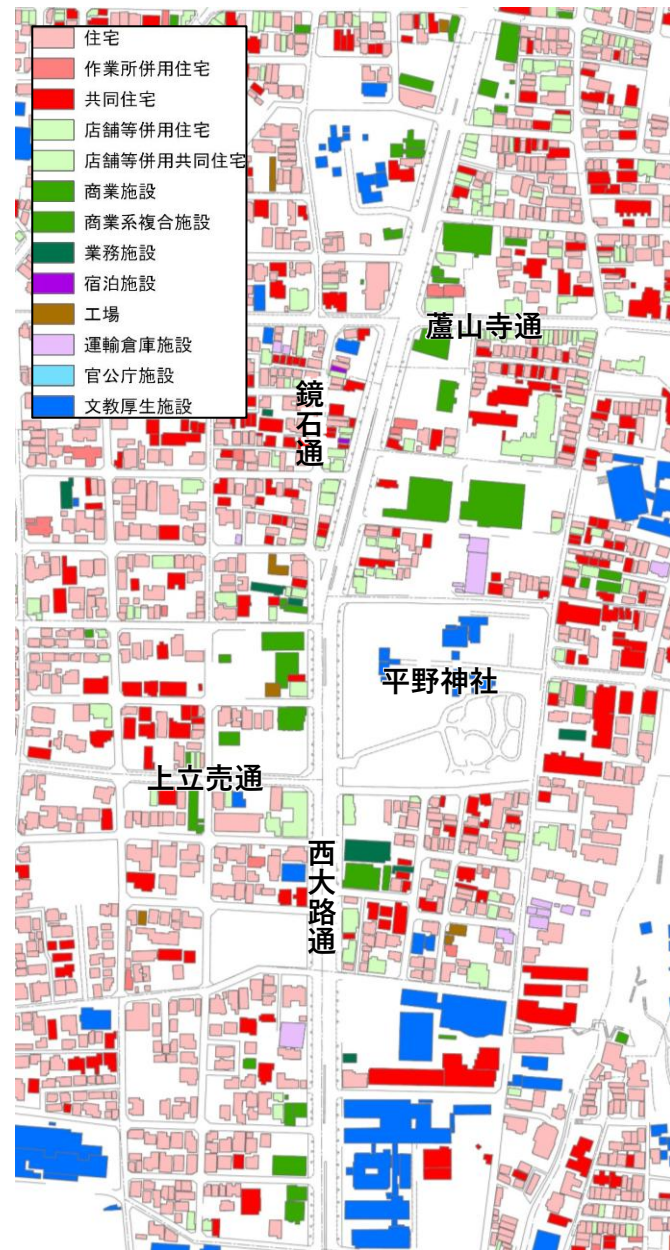 住宅
作業所併用住宅
共同住宅
店舗等併用住宅
店舗等併用共同住宅
商業施設
商業系複合施設
業務施設
宿泊施設
工場
運輸倉庫施設
官公庁施設
文教厚生施設
蘆山寺通
鏡石通
平野神社
上立売通
西大路通